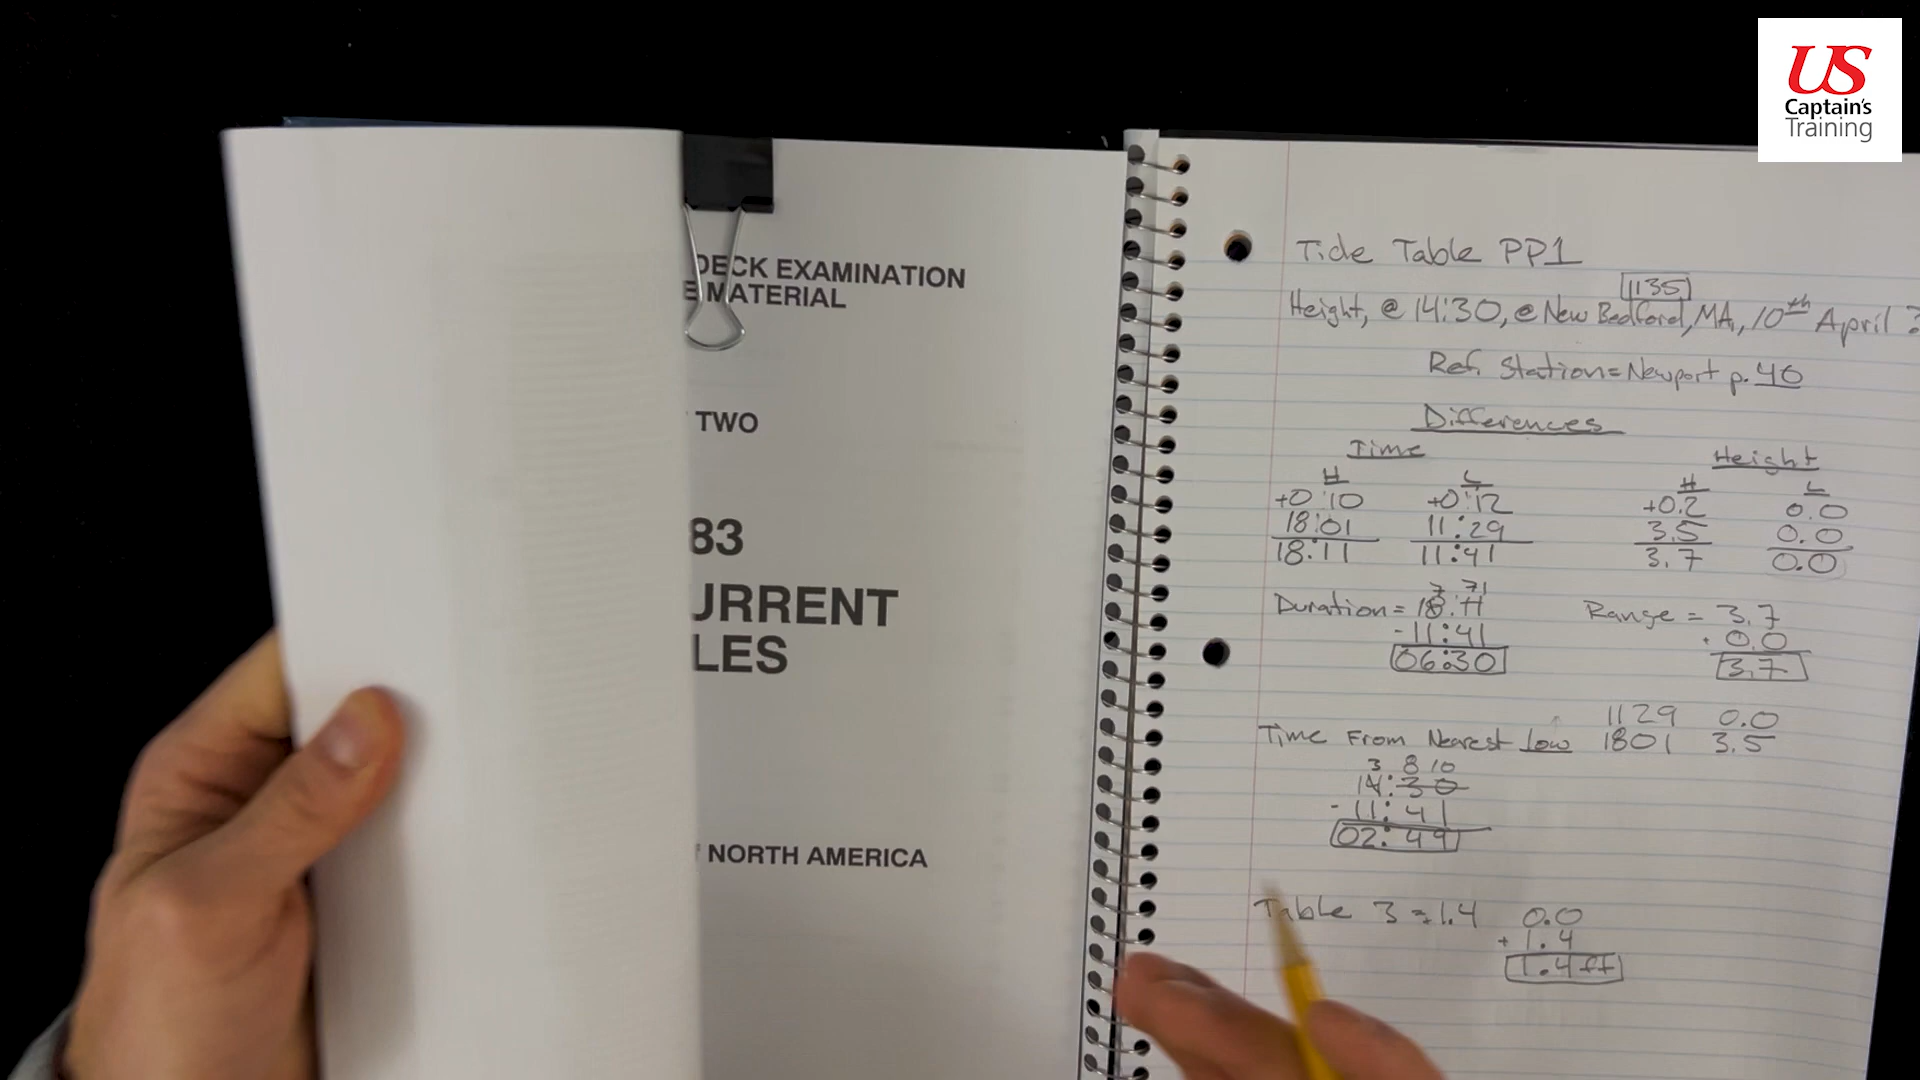 US
Captain's
Training
DECK EXAMINATION
E MATERIAL
TWO
83
URRENT
LES
NORTH AMERICA
Tide Table PP1
1135
Height, @ 14:30, @ New Bedford, MA, 10th April ?
Ref. Station = Newport p. 40
Differences
Time Height
H L H L
+0:10 +0:12 +0.2 0.0
18:01 11:29 3.5 0.0
18:11 11:41 3.7 0.0
7 71
Duration = 18:11 Range = 3.7
-11:41 - 0.0
06:30 3.7
1129 0.0
Time From Nearest Low 1801 3.5
3 8 10
14:30
- 11:41
02:49
Table 3 = 1.4 0.0
+ 1.4
1.4 ft